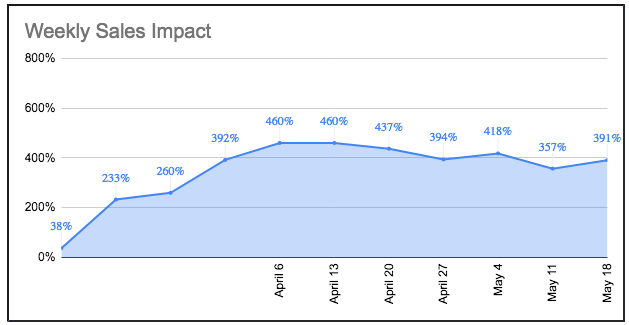 Weekly Sales Impact
800%
600%
400%
200%
0%
38%
233%
260%
392%
460%
460%
437%
394%
418%
357%
391%
April 6
April 13
April 20
April 27
May 4
May 11
May 18